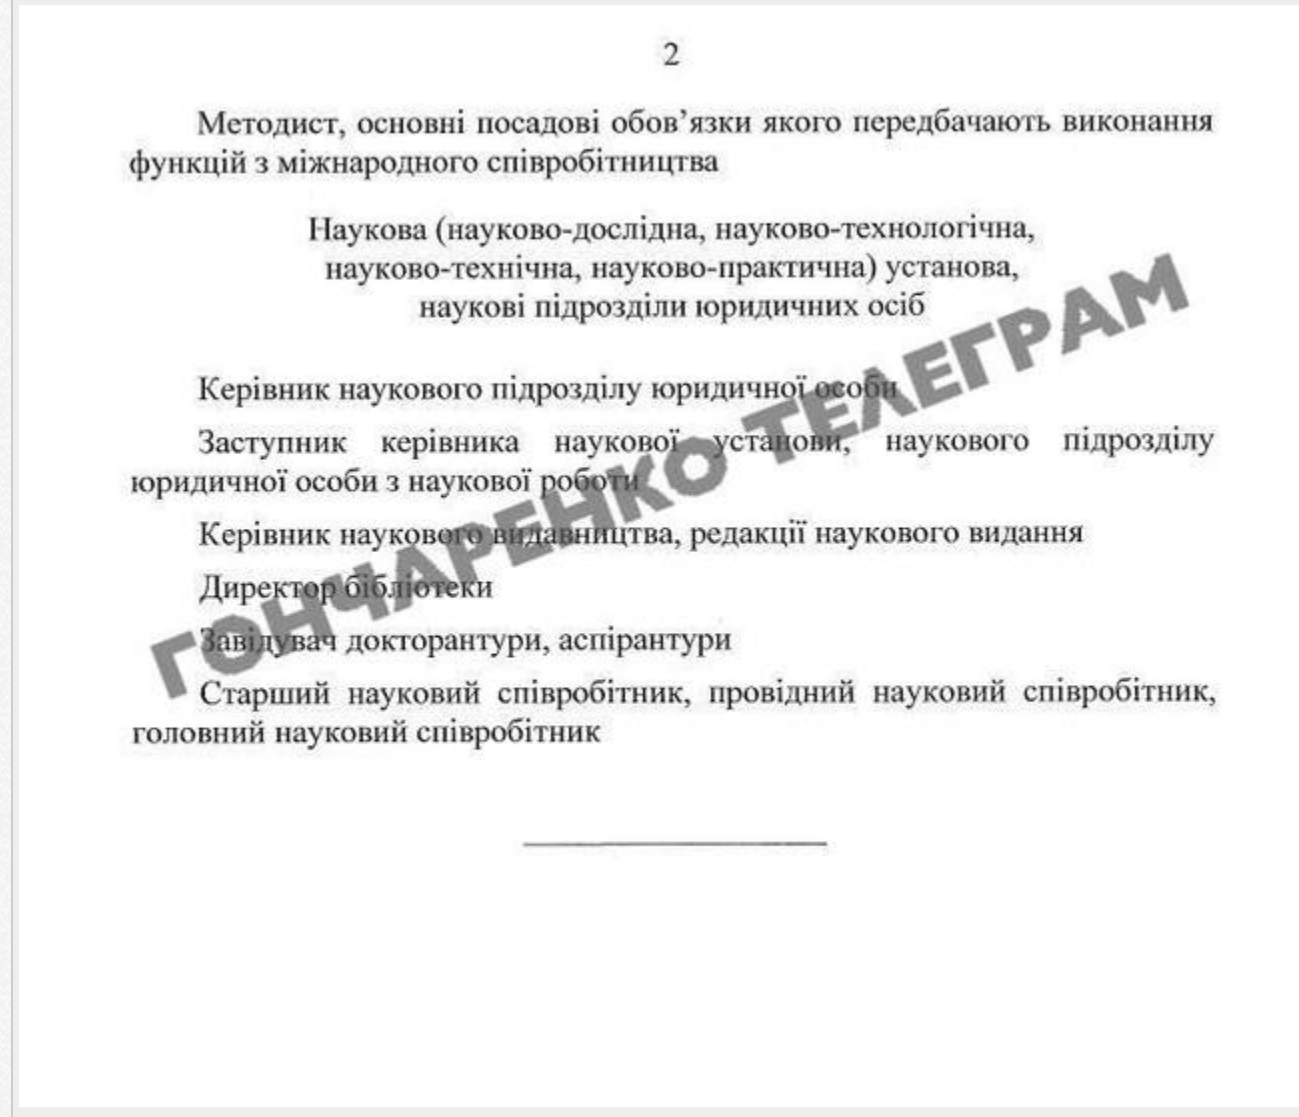 2
Методист, основні посадові обов’язки якого передбачають виконання
функцій з міжнародного співробітництва
Наукова (науково-дослідна, науково-технологічна,
науково-технічна, науково-практична) установа,
наукові підрозділи юридичних осіб
Керівник наукового підрозділу юридичної особи
Заступник керівника наукової установи, наукового підрозділу
юридичної особи з наукової роботи
Керівник наукового видавництва, редакції наукового видання
Директор бібліотеки
Завідувач докторантури, аспірантури
Старший науковий співробітник, провідний науковий співробітник,
головний науковий співробітник
ГОНЧАРЕНКО ТЕЛЕГРАМ